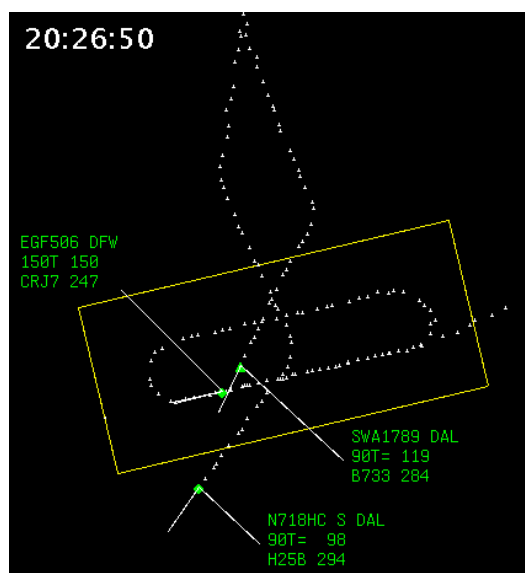 20:26:50
EGF506 DFW
150T 150
CRJ7 247
SWA1789 DAL
90T= 119
B733 284
N718HC S DAL
90T=  98
H25B 294